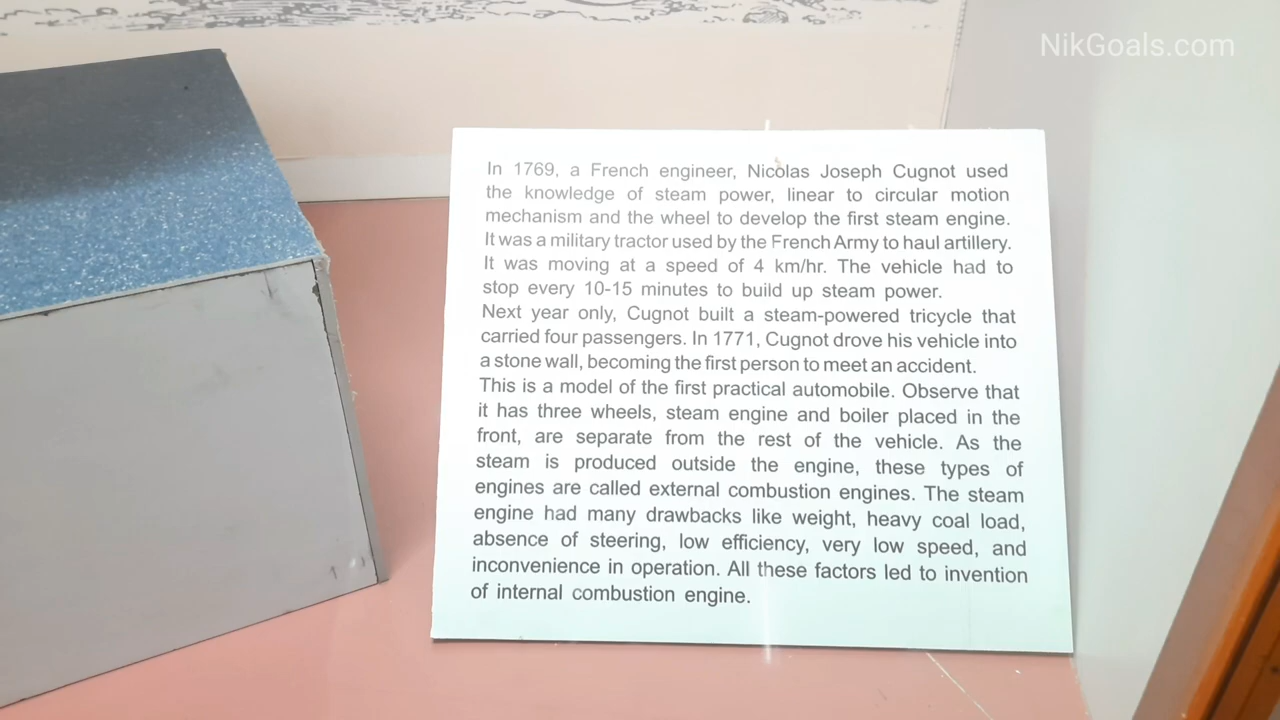 NikGoals.com
In 1769, a French engineer, Nicolas Joseph Cugnot used
the knowledge of steam power, linear to circular motion
mechanism and the wheel to develop the first steam engine.
It was a military tractor used by the French Army to haul artillery.
It was moving at a speed of 4 km/hr. The vehicle had to
stop every 10-15 minutes to build up steam power.
Next year only, Cugnot built a steam-powered tricycle that
carried four passengers. In 1771, Cugnot drove his vehicle into
a stone wall, becoming the first person to meet an accident.
This is a model of the first practical automobile. Observe that
it has three wheels, steam engine and boiler placed in the
front, are separate from the rest of the vehicle. As the
steam is produced outside the engine, these types of
engines are called external combustion engines. The steam
engine had many drawbacks like weight, heavy coal load,
absence of steering, low efficiency, very low speed, and
inconvenience in operation. All these factors led to invention
of internal combustion engine.